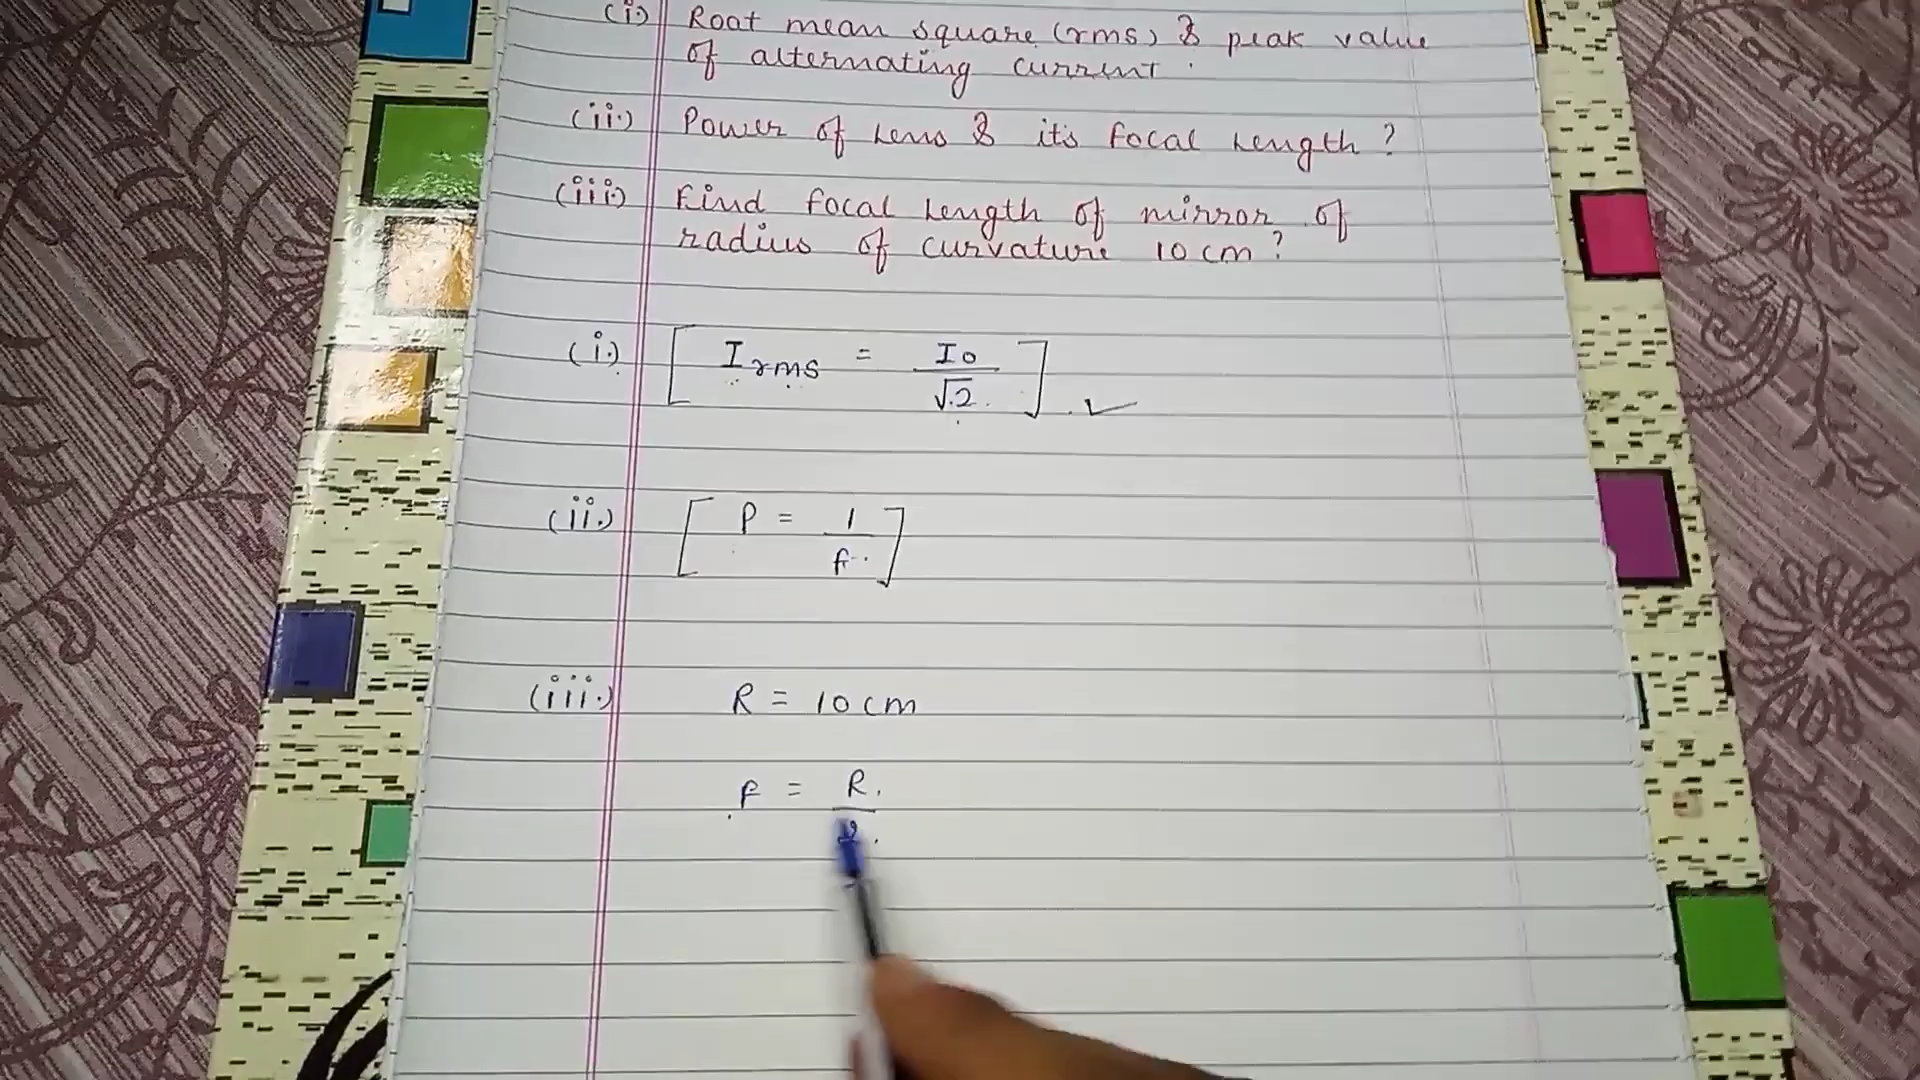 (i.) Root mean square (rms) & peak value
of alternating current.
(ii.) Power of Lens & its focal Length ?
(iii.) Find focal Length of mirror of
radius of curvature 10 cm ?
(i.) [ Irms = I0 / √2 ]
(ii.) [ P = 1 / f ]
(iii.) R = 10 cm
f = R / 2